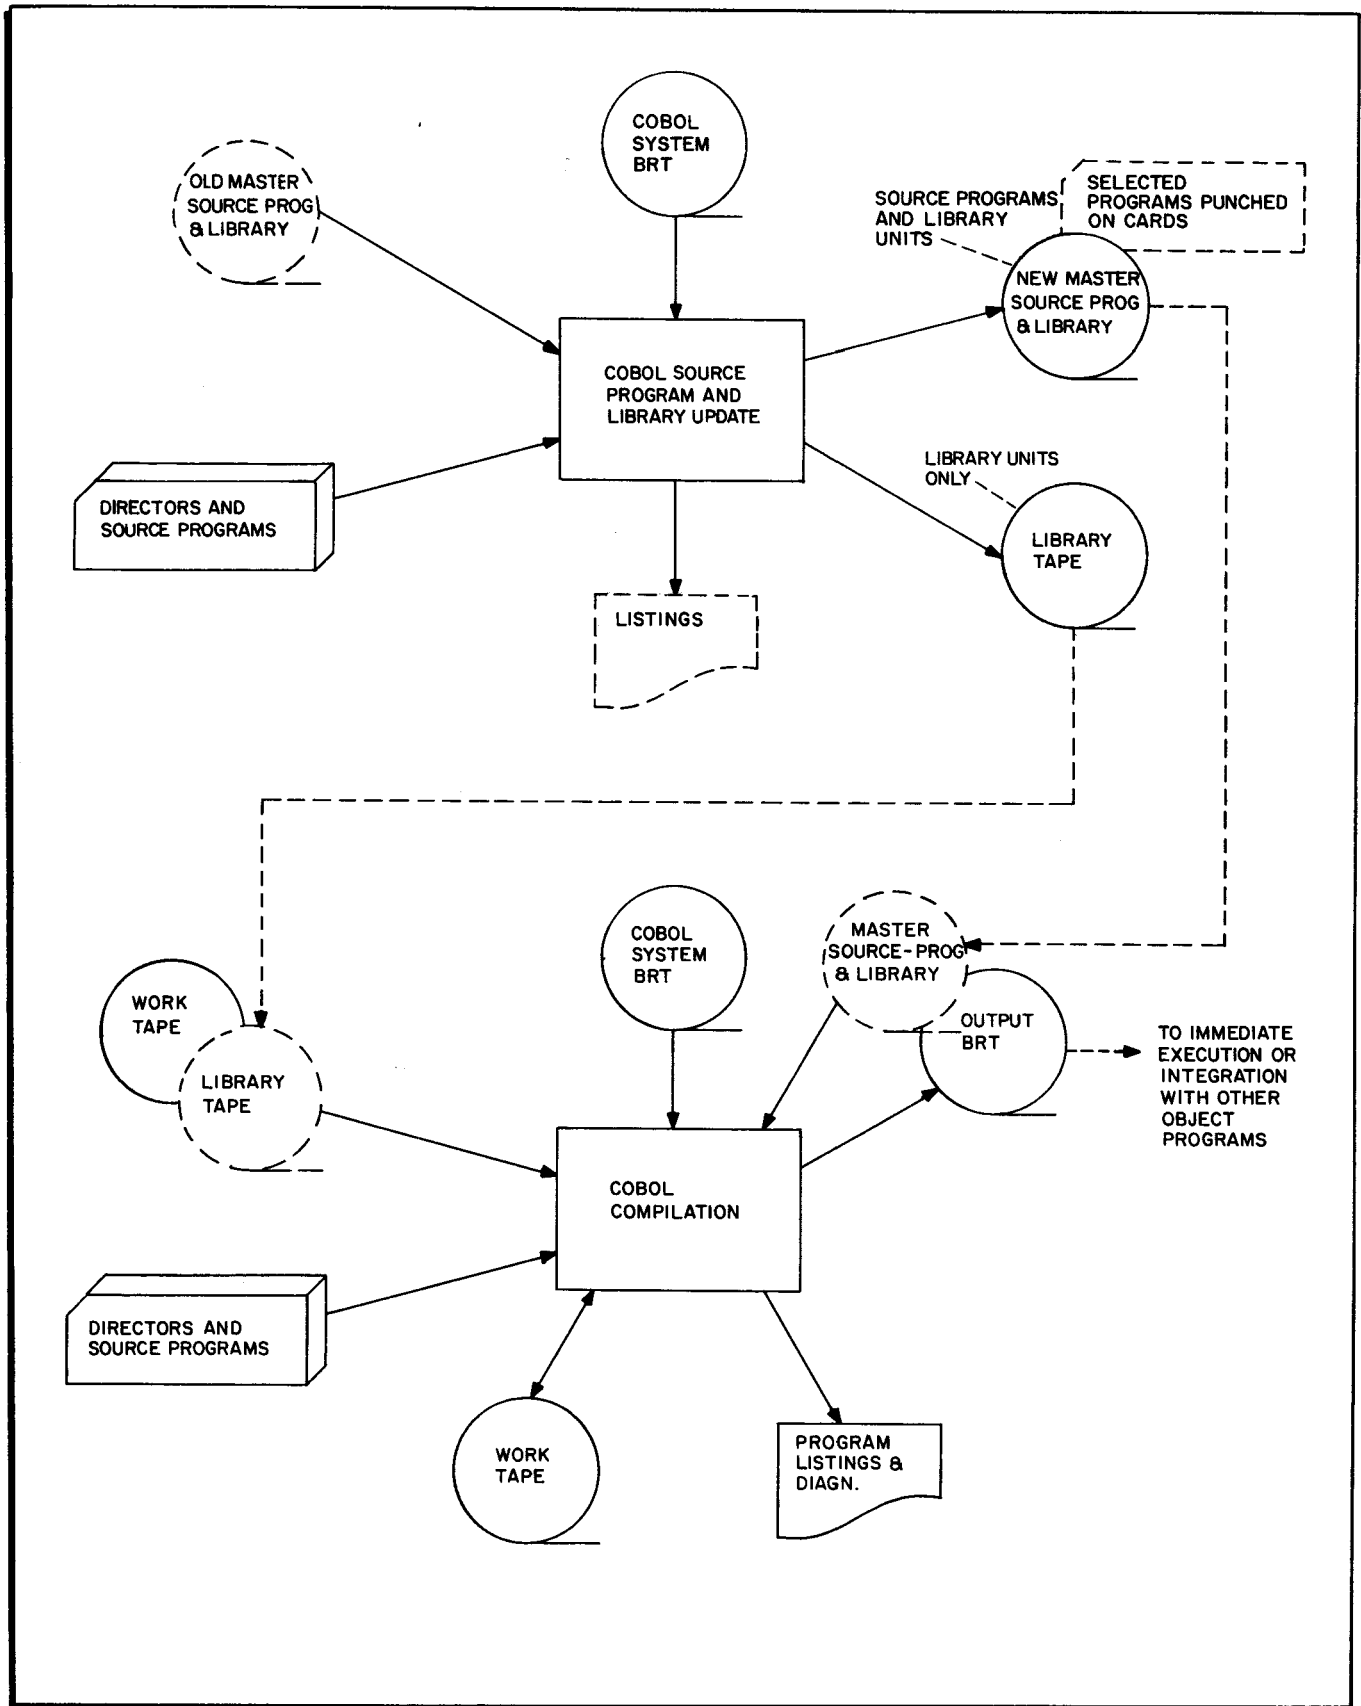 COBOL
SYSTEM
BRT
OLD MASTER
SOURCE PROG
& LIBRARY
SOURCE PROGRAMS
AND LIBRARY
UNITS
SELECTED
PROGRAMS PUNCHED
ON CARDS
NEW MASTER
SOURCE PROG
& LIBRARY
COBOL SOURCE
PROGRAM AND
LIBRARY UPDATE
DIRECTORS AND
SOURCE PROGRAMS
LIBRARY UNITS
ONLY
LIBRARY
TAPE
LISTINGS
COBOL
SYSTEM
BRT
MASTER
SOURCE-PROG
& LIBRARY
WORK
TAPE
LIBRARY
TAPE
OUTPUT
BRT
TO IMMEDIATE
EXECUTION OR
INTEGRATION
WITH OTHER
OBJECT
PROGRAMS
COBOL
COMPILATION
DIRECTORS AND
SOURCE PROGRAMS
WORK
TAPE
PROGRAM
LISTINGS &
DIAGN.